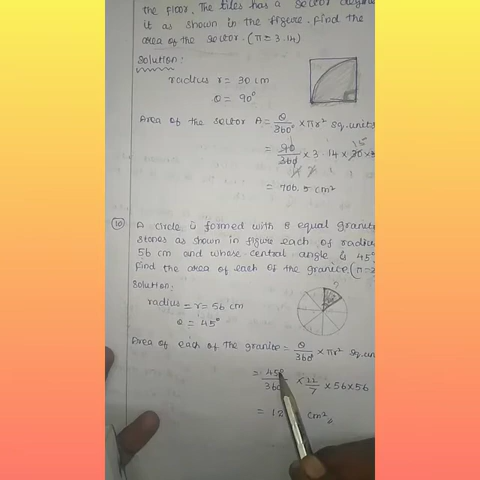 the floor. The tiles has a sector
it as shown in the figure. find the
area of the sector. (π = 3.14)
Solution:
radius r = 30 cm
θ = 90°
Area of the sector A = θ/360° × πr² sq.units
= 90/360 × 3.14 × 30 ×
= 706.5 cm²
10 A circle is formed with 8 equal granite
stones as shown in figure each of radius
56 cm and whose central angle is 45°
Find the area of each of the granite. (π =
Solution:
radius = r = 56 cm
θ = 45°
Area of each of the granite = θ/360 × πr² sq.
= 45°/360 × 22/7 × 56×56
= 12 cm²